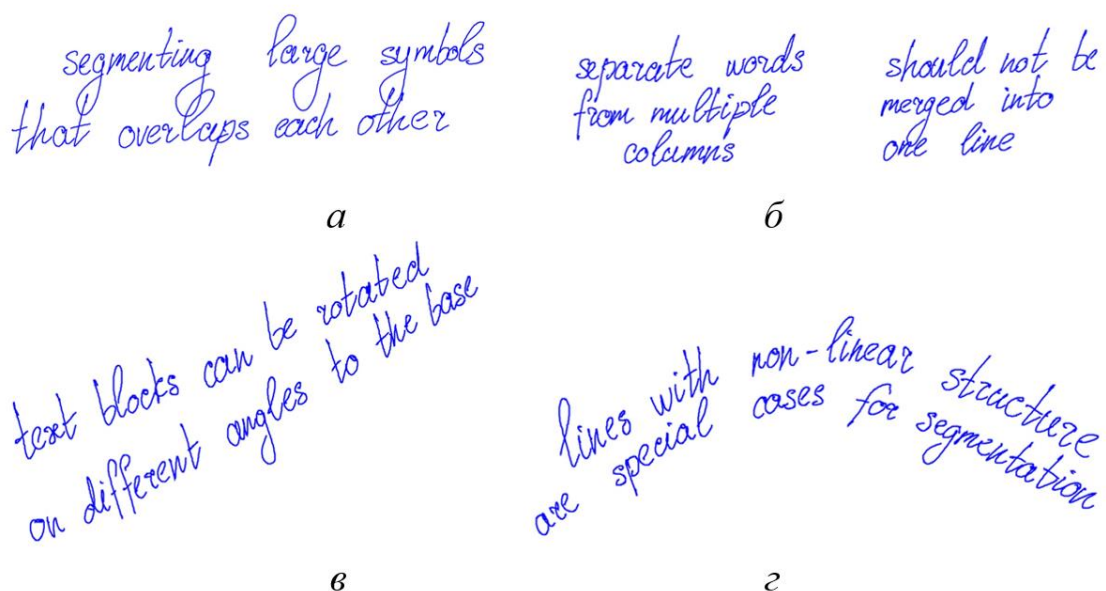 segmenting large symbols
that overlaps each other
а
separate words
from multiple
columns
should not be
merged into
one line
б
text blocks can be rotated
on different angles to the base
в
lines with non-linear structure
are special cases for segmentation
г